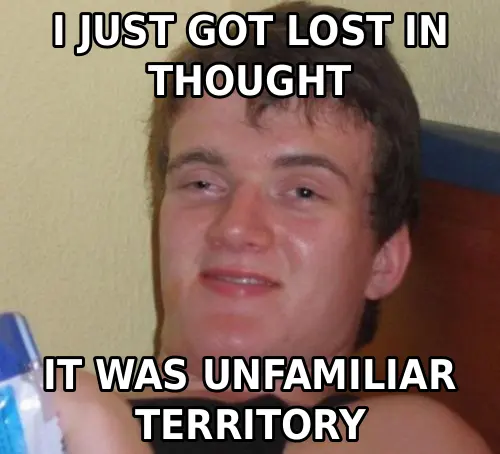 I JUST GOT LOST IN
THOUGHT
IT WAS UNFAMILIAR
TERRITORY